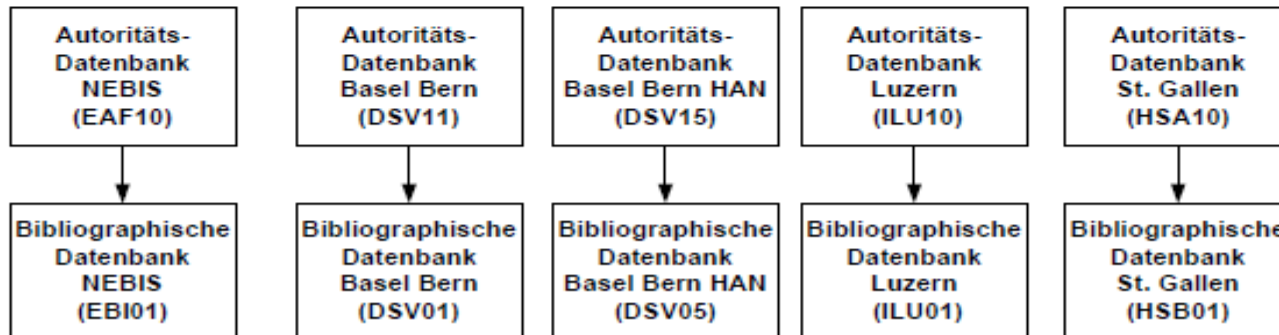 Autoritäts-
Datenbank
NEBIS
(EAF10)
Autoritäts-
Datenbank
Basel Bern
(DSV11)
Autoritäts-
Datenbank
Basel Bern HAN
(DSV15)
Autoritäts-
Datenbank
Luzern
(ILU10)
Autoritäts-
Datenbank
St. Gallen
(HSA10)
Bibliographische
Datenbank
NEBIS
(EBI01)
Bibliographische
Datenbank
Basel Bern
(DSV01)
Bibliographische
Datenbank
Basel Bern HAN
(DSV05)
Bibliographische
Datenbank
Luzern
(ILU01)
Bibliographische
Datenbank
St. Gallen
(HSB01)